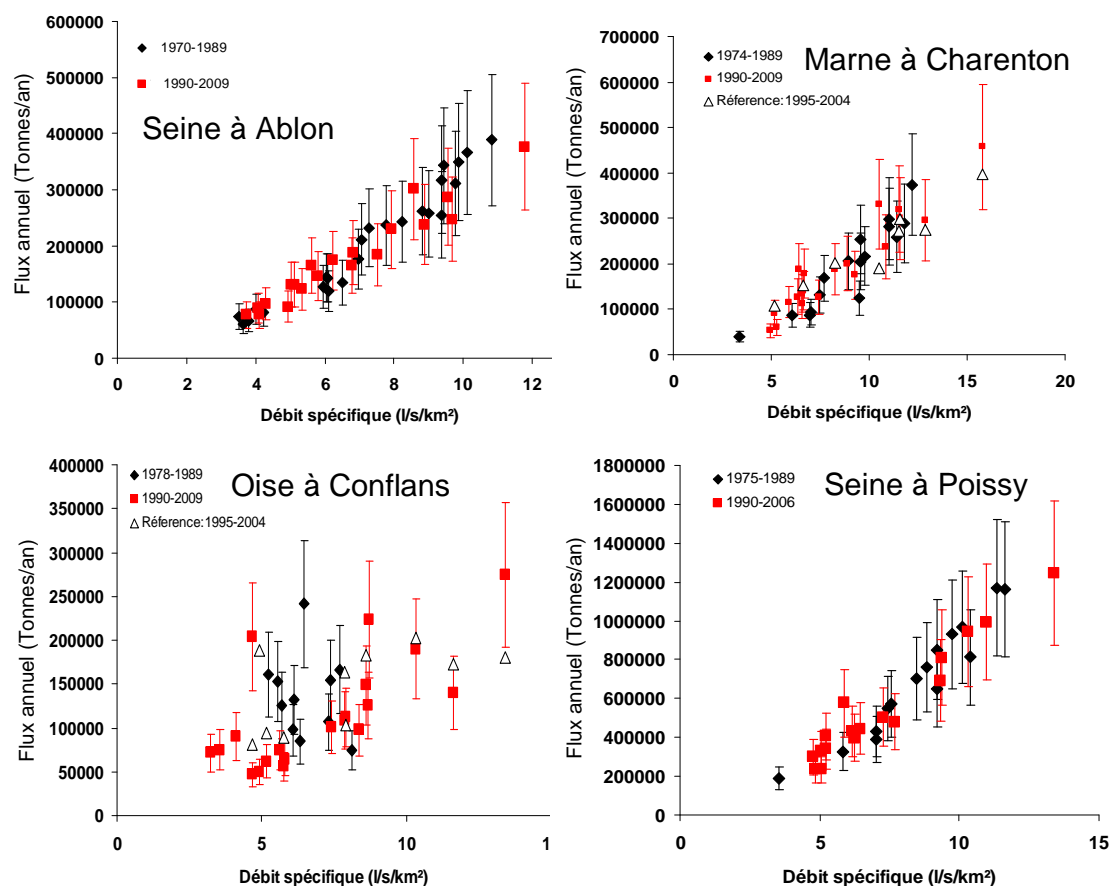 Seine à Ablon
1970-1989
1990-2009
Flux annuel (Tonnes/an)
600000
500000
400000
300000
200000
100000
0
0 2 4 6 8 10 12
Débit spécifique (l/s/km²)
Marne à Charenton
1974-1989
1990-2009
Réference:1995-2004
Flux annuel (Tonnes/an)
700000
600000
500000
400000
300000
200000
100000
0
0 5 10 15 20
Débit spécifique (l/s/km²)
Oise à Conflans
1978-1989
1990-2009
Réference:1995-2004
Flux annuel (Tonnes/an)
400000
350000
300000
250000
200000
150000
100000
50000
0
0 5 10 1
Débit spécifique (l/s/km²)
Seine à Poissy
1975-1989
1990-2006
Flux annuel (Tonnes/an)
1800000
1600000
1400000
1200000
1000000
800000
600000
400000
200000
0
0 5 10 15
Débit spécifique (l/s/km²)